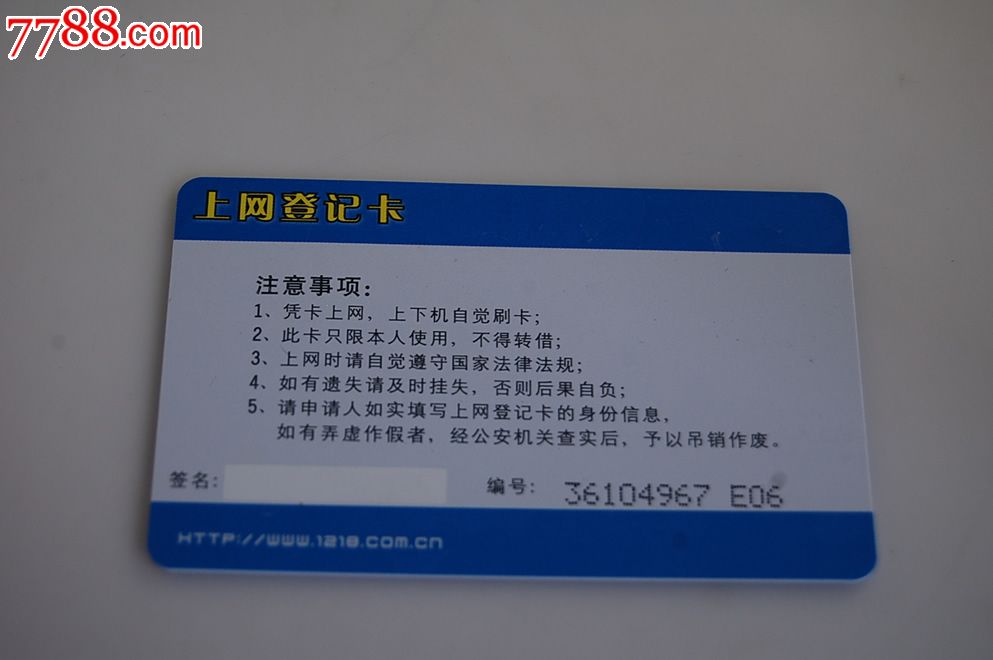 7788.com
上网登记卡
注意事项:
1、凭卡上网，上下机自觉刷卡;
2、此卡只限本人使用，不得转借;
3、上网时请自觉遵守国家法律法规;
4、如有遗失请及时挂失，否则后果自负;
5、请申请人如实填写上网登记卡的身份信息，
如有弄虚作假者，经公安机关查实后，予以吊销作废。
签名: 编号: 36104967 E06
HTTP://WWW.1218.COM.CN